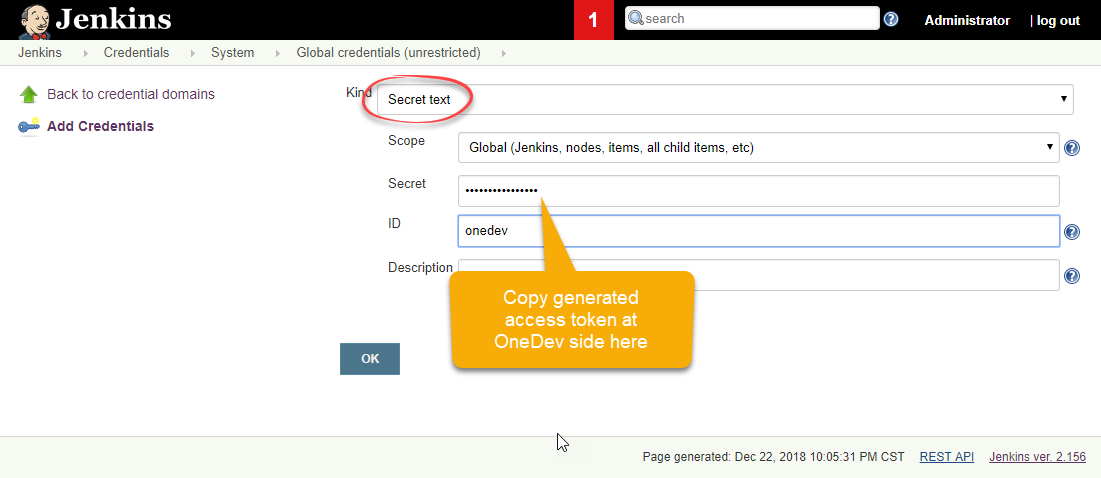 Jenkins
1
search
Administrator
| log out
Jenkins
Credentials
System
Global credentials (unrestricted)
Back to credential domains
Add Credentials
Kind
Secret text
Scope
Global (Jenkins, nodes, items, all child items, etc)
Secret
••••••••••••••••
ID
onedev
Description
Copy generated
access token at
OneDev side here
OK
Page generated: Dec 22, 2018 10:05:31 PM CST
REST API
Jenkins ver. 2.156